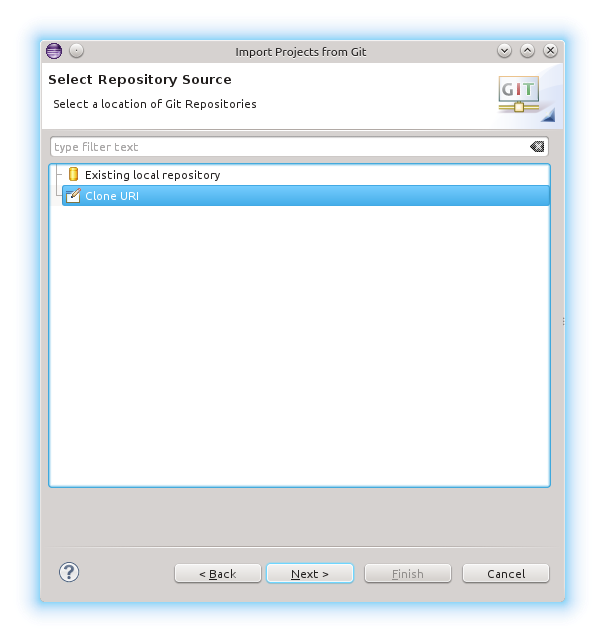 Import Projects from Git
Select Repository Source
Select a location of Git Repositories
GIT
type filter text
Existing local repository
Clone URI
?
< Back
Next >
Finish
Cancel